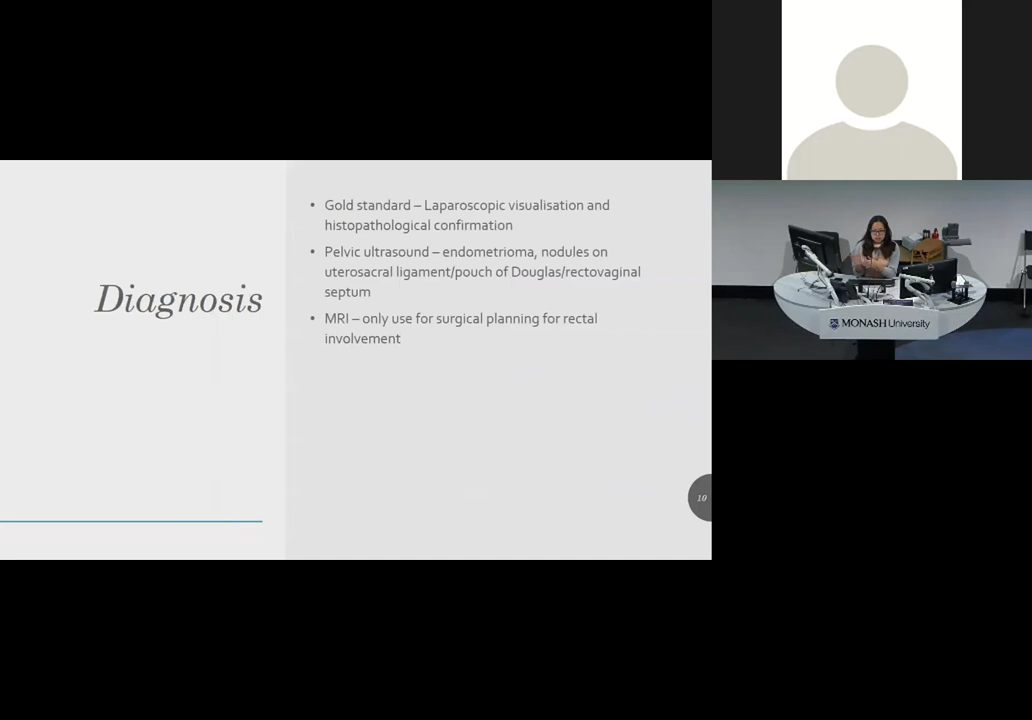 Diagnosis
• Gold standard – Laparoscopic visualisation and
histopathological confirmation
• Pelvic ultrasound – endometrioma, nodules on
uterosacral ligament/pouch of Douglas/rectovaginal
septum
• MRI – only use for surgical planning for rectal
involvement
10
MONASH University